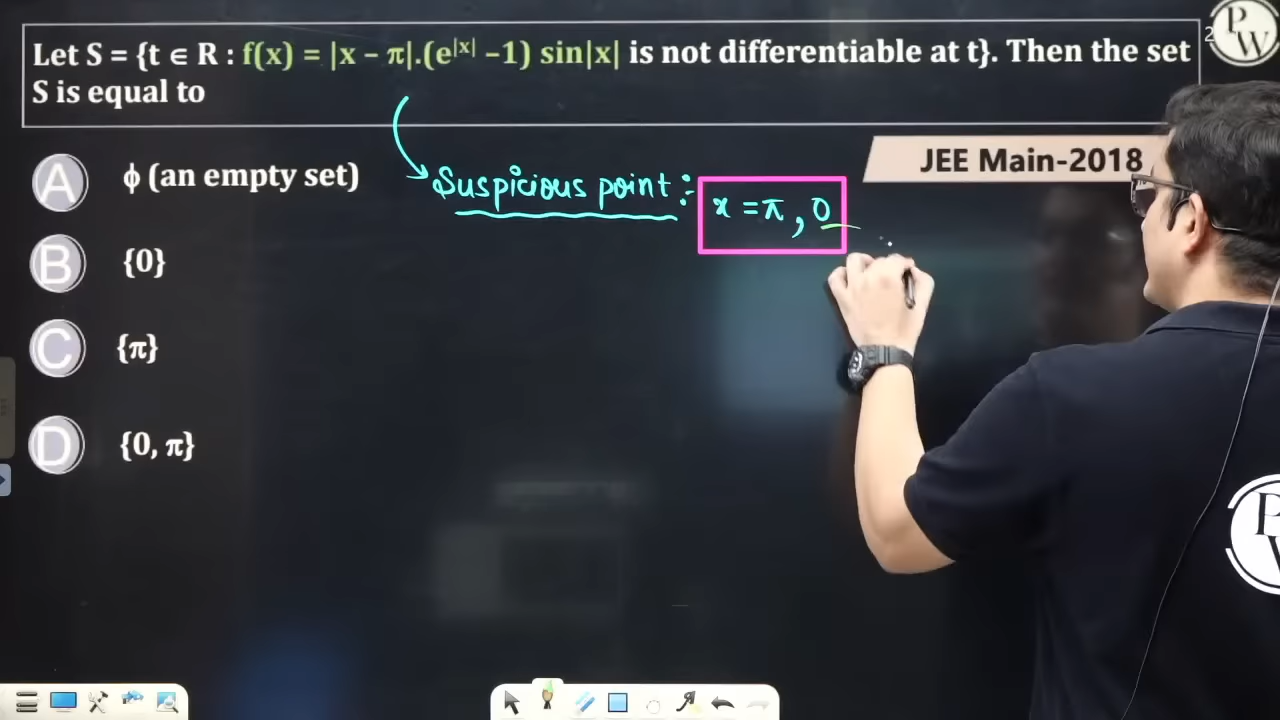 Let S = {t ∈ R : f(x) = |x − π|.(e^|x| −1) sin|x| is not differentiable at t}. Then the set
S is equal to
2
PW
JEE Main-2018
A ϕ (an empty set)
Suspicious point :- x = π , 0
B {0}
C {π}
D {0, π}
P
W